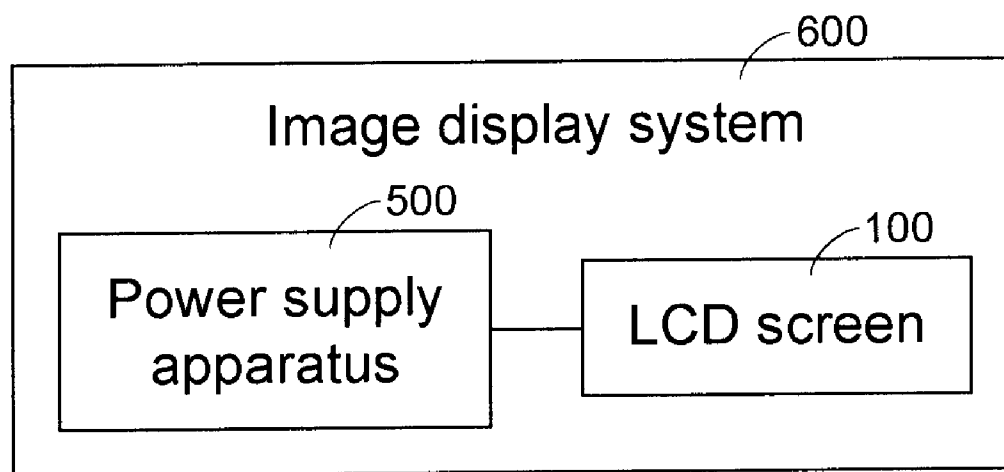 600
Image display system
500
100
Power supply
apparatus
LCD screen